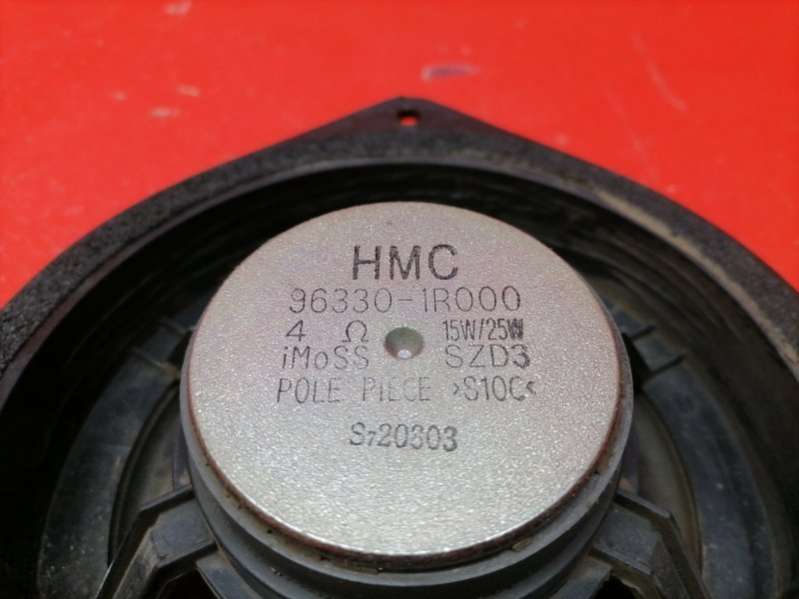 HMC
96330-1R000
4 Ω 15W/25W
iMoSS SZD3
POLE PIECE >S10C<
S720303